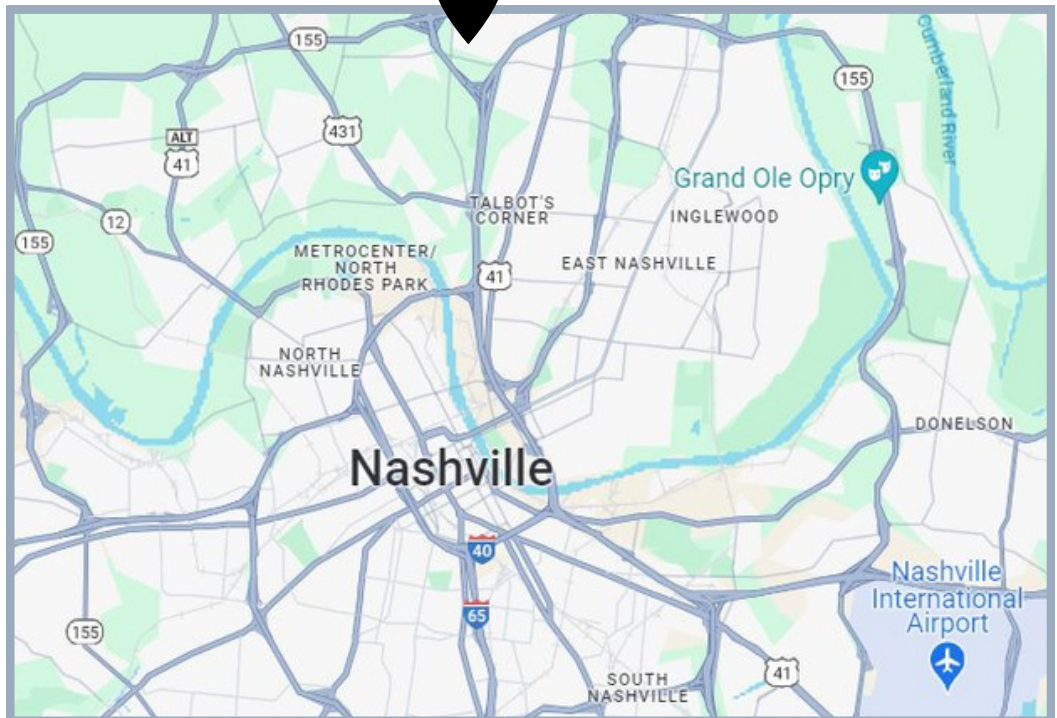 155
Cumberland River
155
ALT
41
431
Grand Ole Opry
TALBOT'S
CORNER
INGLEWOOD
12
155
METROCENTER/
NORTH
RHODES PARK
EAST NASHVILLE
41
NORTH
NASHVILLE
DONELSON
Nashville
40
Nashville
International
Airport
65
155
41
SOUTH
NASHVILLE